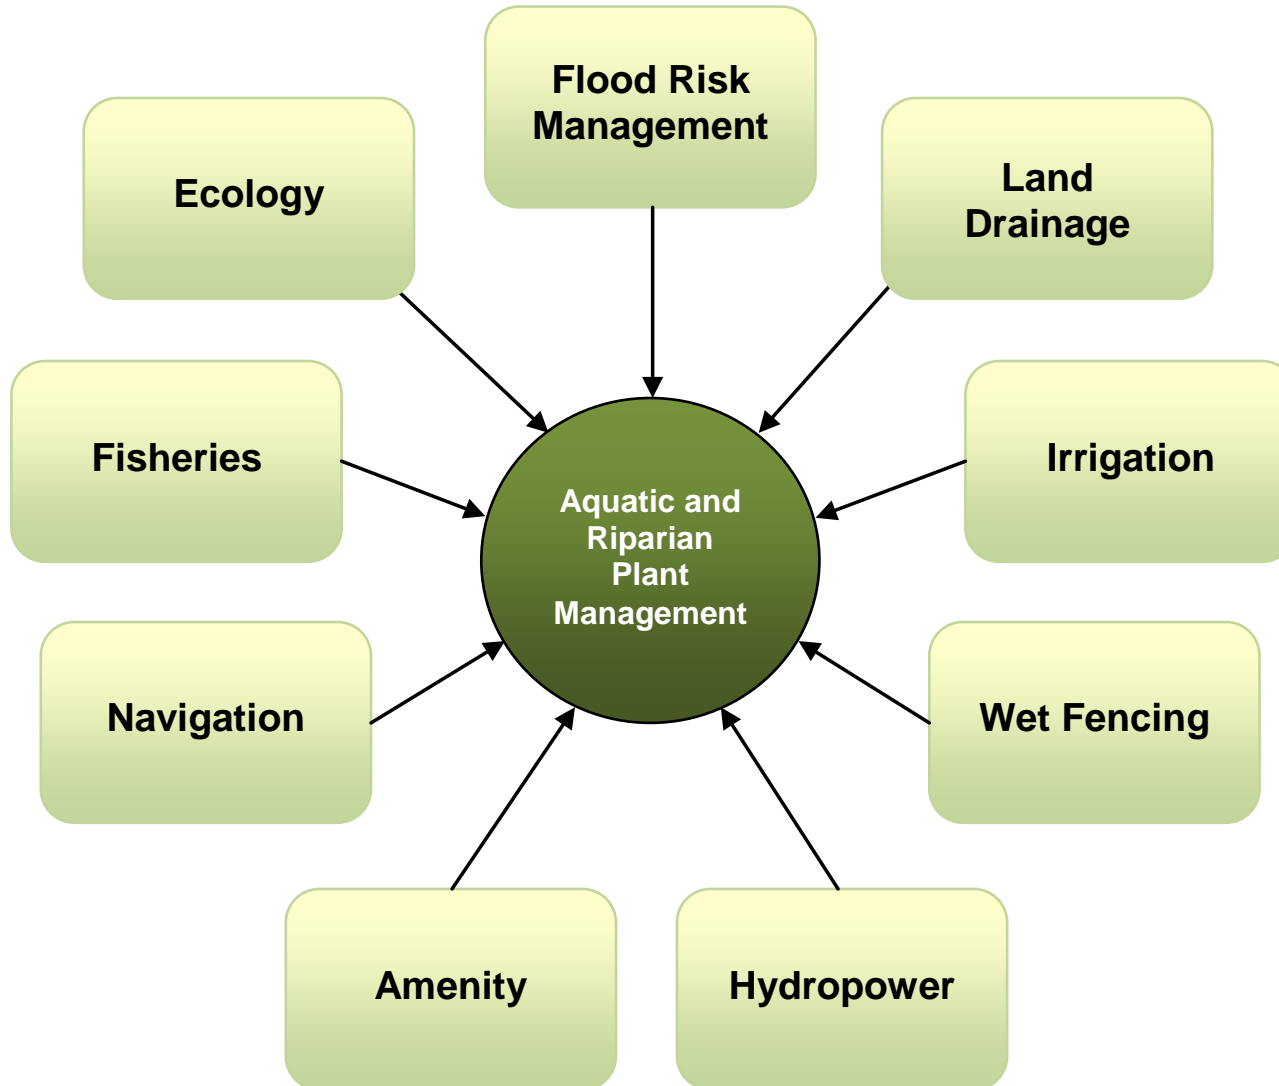 Flood Risk
Management
Ecology
Land
Drainage
Fisheries
Irrigation
Aquatic and
Riparian
Plant
Management
Navigation
Wet Fencing
Amenity
Hydropower